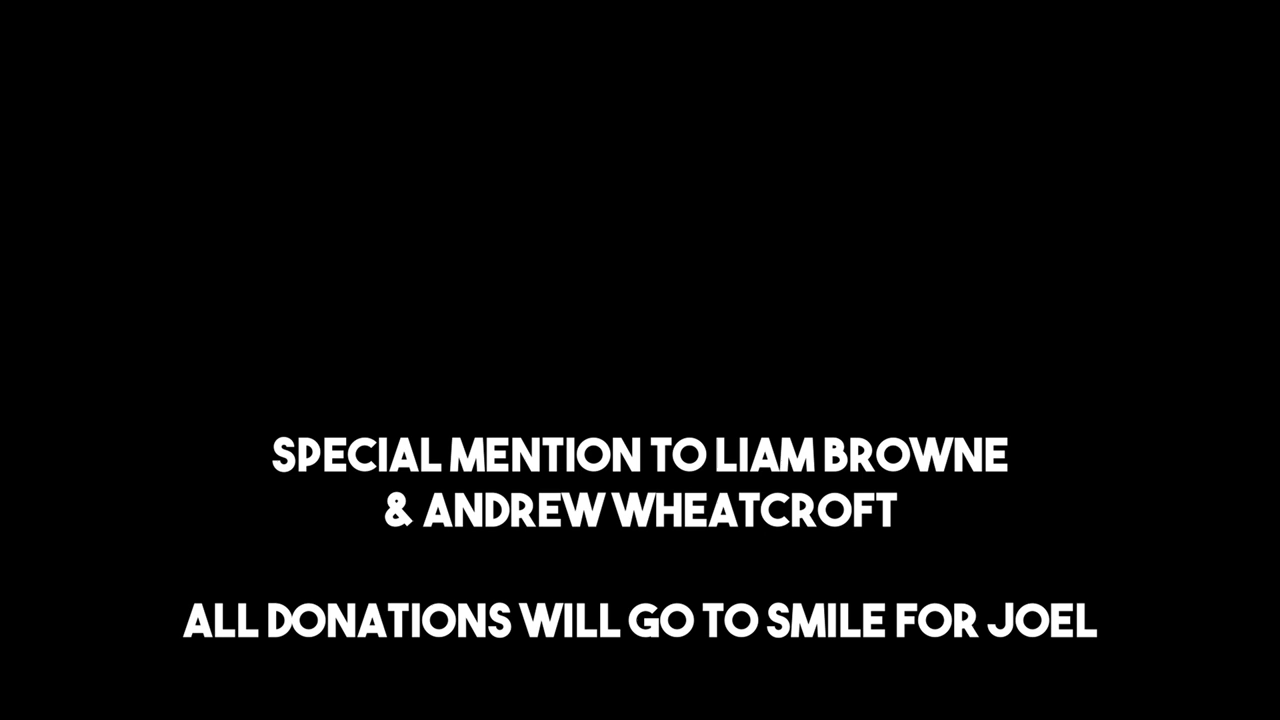 SPECIAL MENTION TO LIAM BROWNE
& ANDREW WHEATCROFT
ALL DONATIONS WILL GO TO SMILE FOR JOEL